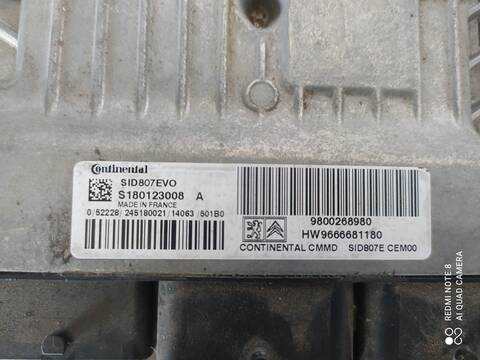 Continental
SID807EVO
S180123008 A
MADE IN FRANCE
0/52228/245180021/14063/501B0
9800268980
HW9666681180
CONTINENTAL CMMD SID807E CEM00
REDMI NOTE 8
AI QUAD CAMERA